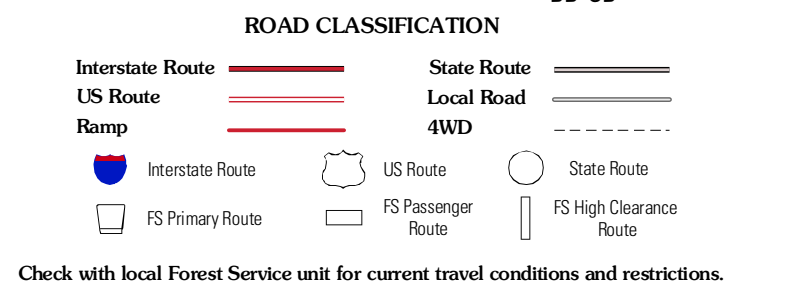 ROAD CLASSIFICATION
Interstate Route
State Route
US Route
Local Road
Ramp
4WD
Interstate Route
US Route
State Route
FS Primary Route
FS Passenger
Route
FS High Clearance
Route
Check with local Forest Service unit for current travel conditions and restrictions.